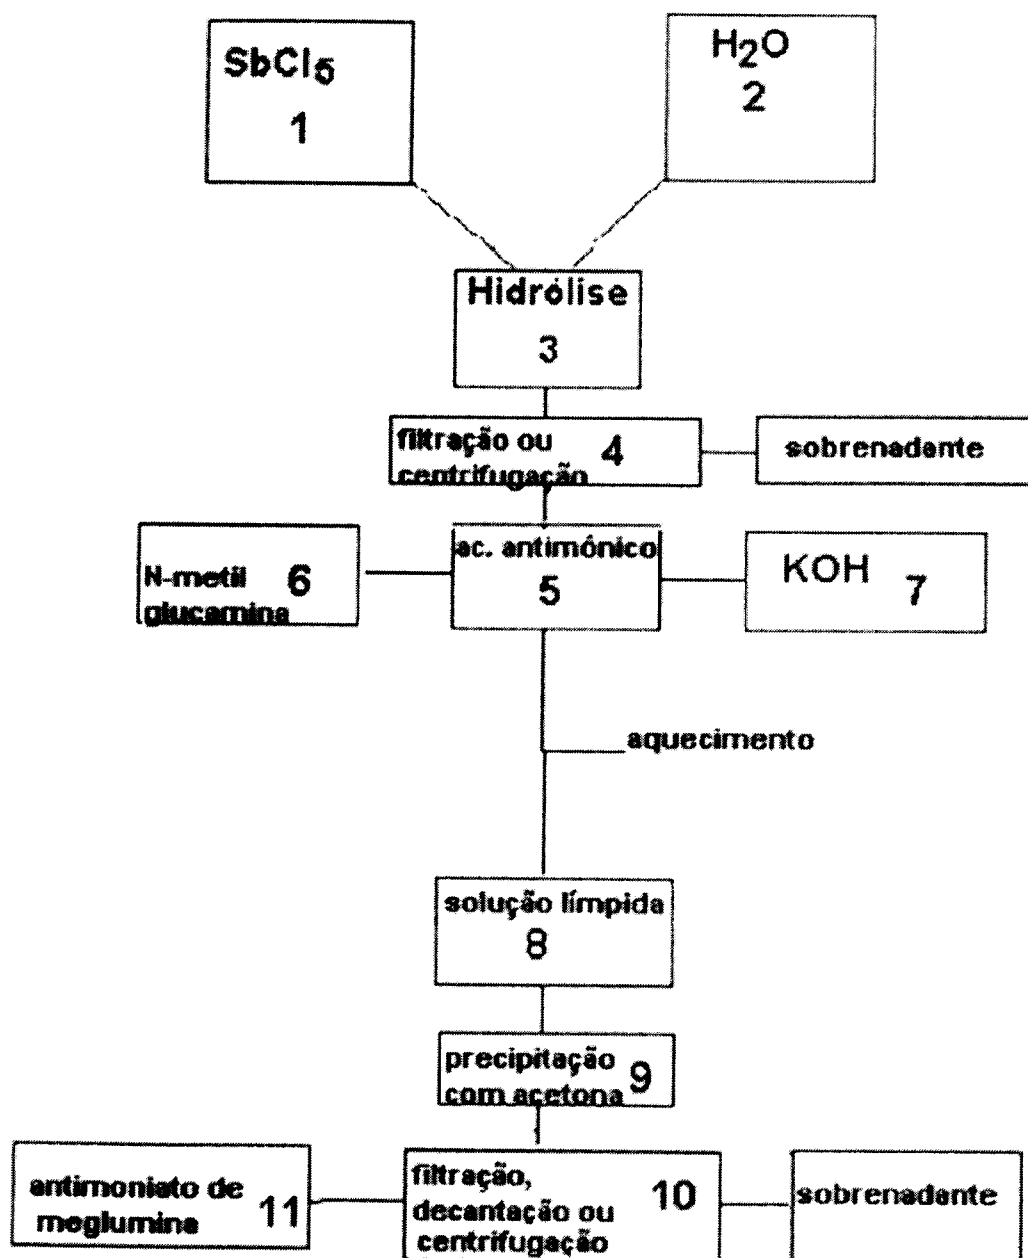 SbCl5
1
H2O
2
Hidrólise
3
filtração ou
centrifugação
4
sobrenadante
N-metil
glucamina
6
ac. antimônico
5
KOH 7
aquecimento
solução límpida
8
precipitação
com acetona
9
antimoniato de
meglumina
11
filtração,
decantação ou
centrifugação
10
sobrenadante